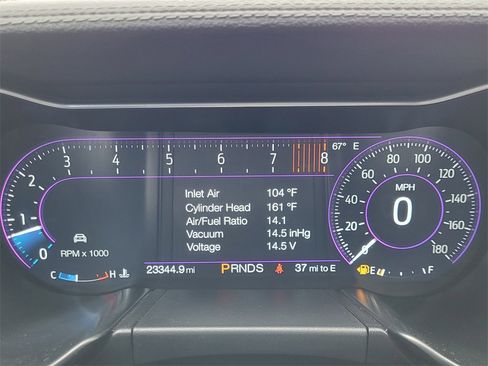 3 4 5 6 7 8
67° E
2
1
0
RPM x 1000
C H
Inlet Air 104 °F
Cylinder Head 161 °F
Air/Fuel Ratio 14.1
Vacuum 14.5 inHg
Voltage 14.5 V
23344.9 mi PRNDS 37 mi to E
80 100
60 120
40 MPH 140
20 0 160
0 180
E F